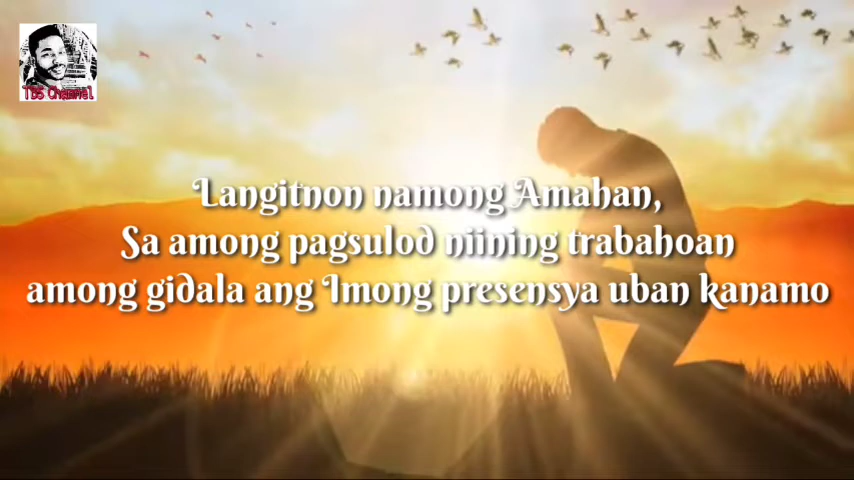 TBS Channel
Langitnon namong Amahan,
Sa among pagsulod niining trabahoan
among gidala ang Imong presensya uban kanamo